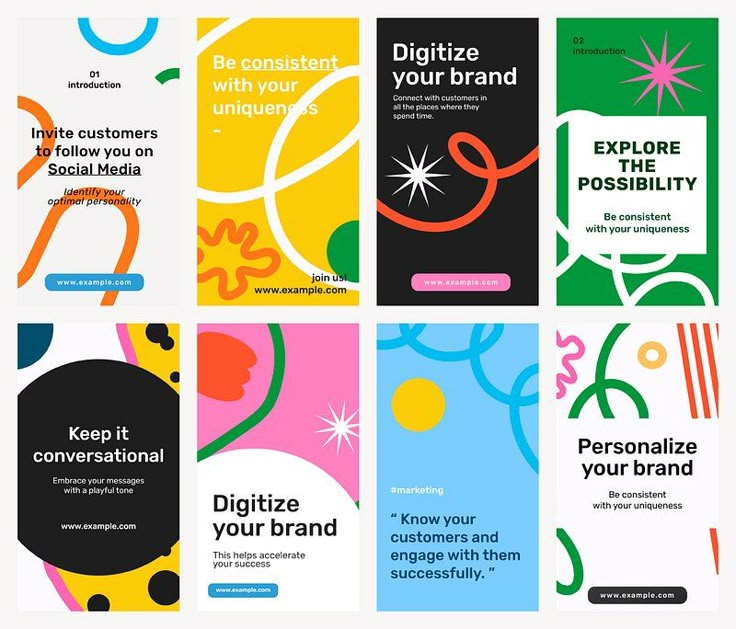 01
introduction
Invite customers
to follow you on
Social Media
Identify your
optimal personality
www.example.com
Be consistent
with your
uniqueness
-
join us!
www.example.com
Digitize
your brand
Connect with customers in
all the places where they
spend time.
www.example.com
02
introduction
EXPLORE
THE
POSSIBILITY
Be consistent
with your uniqueness
Keep it
conversational
Embrace your messages
with a playful tone
www.example.com
Digitize
your brand
This helps accelerate
your success
www.example.com
#marketing
“ Know your
customers and
engage with them
successfully. ”
Personalize
your brand
Be consistent
with your uniqueness
www.example.com